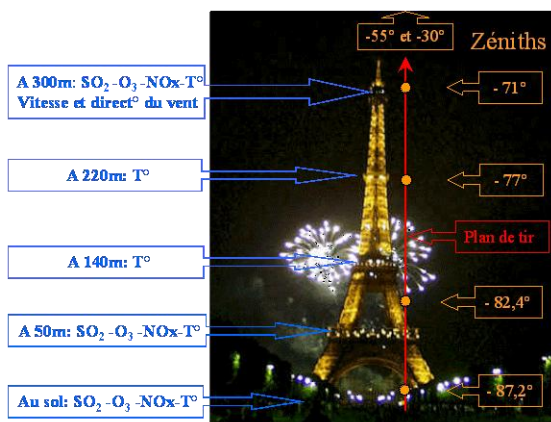 -55° et -30°
Zéniths
A 300m: SO₂ -O₃ -NOx-T°
Vitesse et direct° du vent
- 71°
A 220m: T°
- 77°
Plan de tir
A 140m: T°
- 82,4°
A 50m: SO₂ -O₃ -NOx-T°
- 87,2°
Au sol: SO₂ -O₃ -NOx-T°